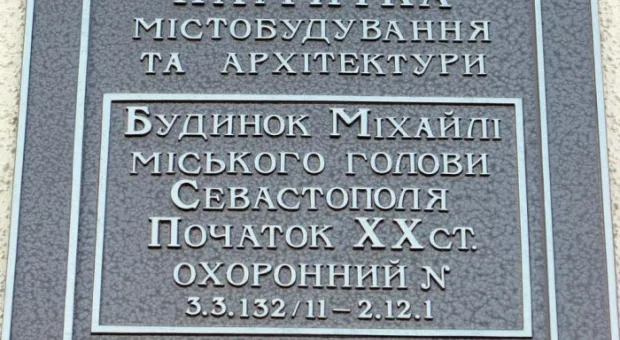 МІСТОБУДУВАННЯ
ТА АРХІТЕКТУРИ
БУДИНОК МІХАЙЛІ
МІСЬКОГО ГОЛОВИ
СЕВАСТОПОЛЯ
ПОЧАТОК XX СТ.
ОХОРОННИЙ N
3.3.132/11-2.12.1